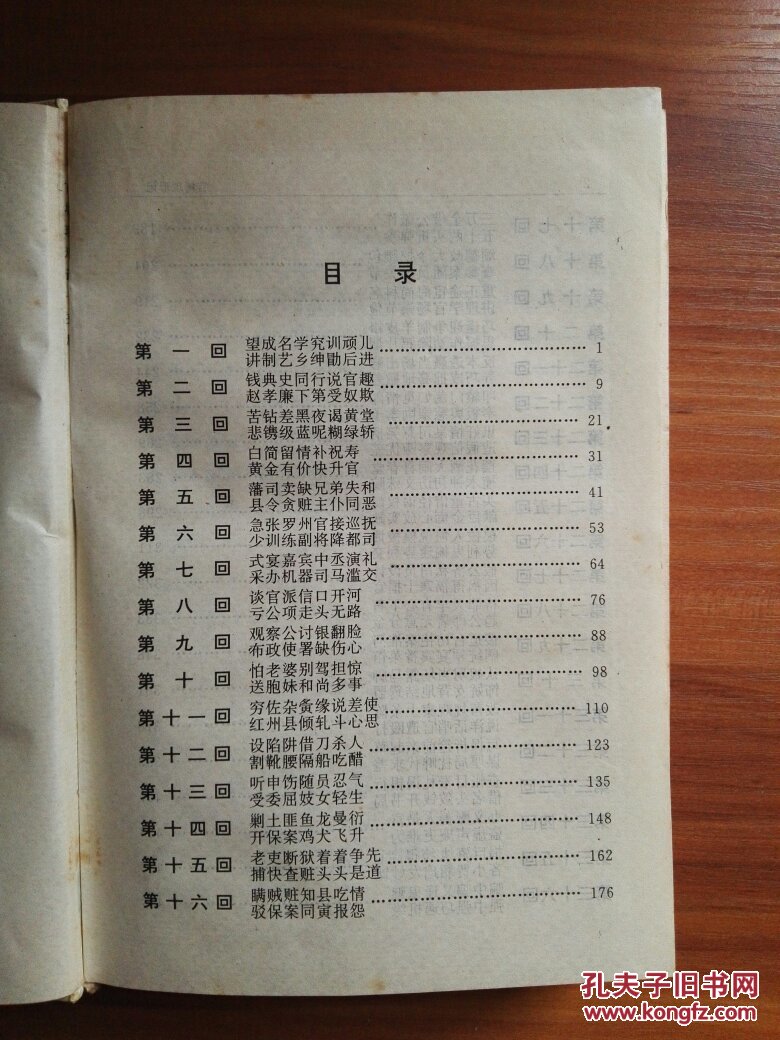 目 录
第 一 回 望成名学究训顽儿
讲制艺乡绅勖后进 1
第 二 回 钱典史同行说官趣
赵孝廉下第受奴欺 9
第 三 回 苦钻差黑夜谒黄堂
悲镌级蓝呢糊绿轿 21
第 四 回 白简留情补祝寿
黄金有价快升官 31
第 五 回 藩司卖缺兄弟失和
县令贪赃主仆同恶 41
第 六 回 急张罗州官接巡抚
少训练副将降都司 53
第 七 回 式宴嘉宾中丞演礼
采办机器司马滥交 64
第 八 回 谈官派信口开河
亏公项走头无路 76
第 九 回 观察公讨银翻脸
布政使署缺伤心 88
第 十 回 怕老婆别驾担惊
送胞妹和尚多事 98
第 十 一 回 穷佐杂夤缘说差使
红州县倾轧斗心思 110
第 十 二 回 设陷阱借刀杀人
割靴腰隔船吃醋 123
第 十 三 回 听申饬随员忍气
受委屈妓女轻生 135
第 十 四 回 剿土匪鱼龙曼衍
开保案鸡犬飞升 148
第 十 五 回 老吏断狱着着争先
捕快查赃头头是道 162
第 十 六 回 瞒贼赃知县吃情
驳保案同寅报怨 176
孔夫子旧书网
www.kongfz.com